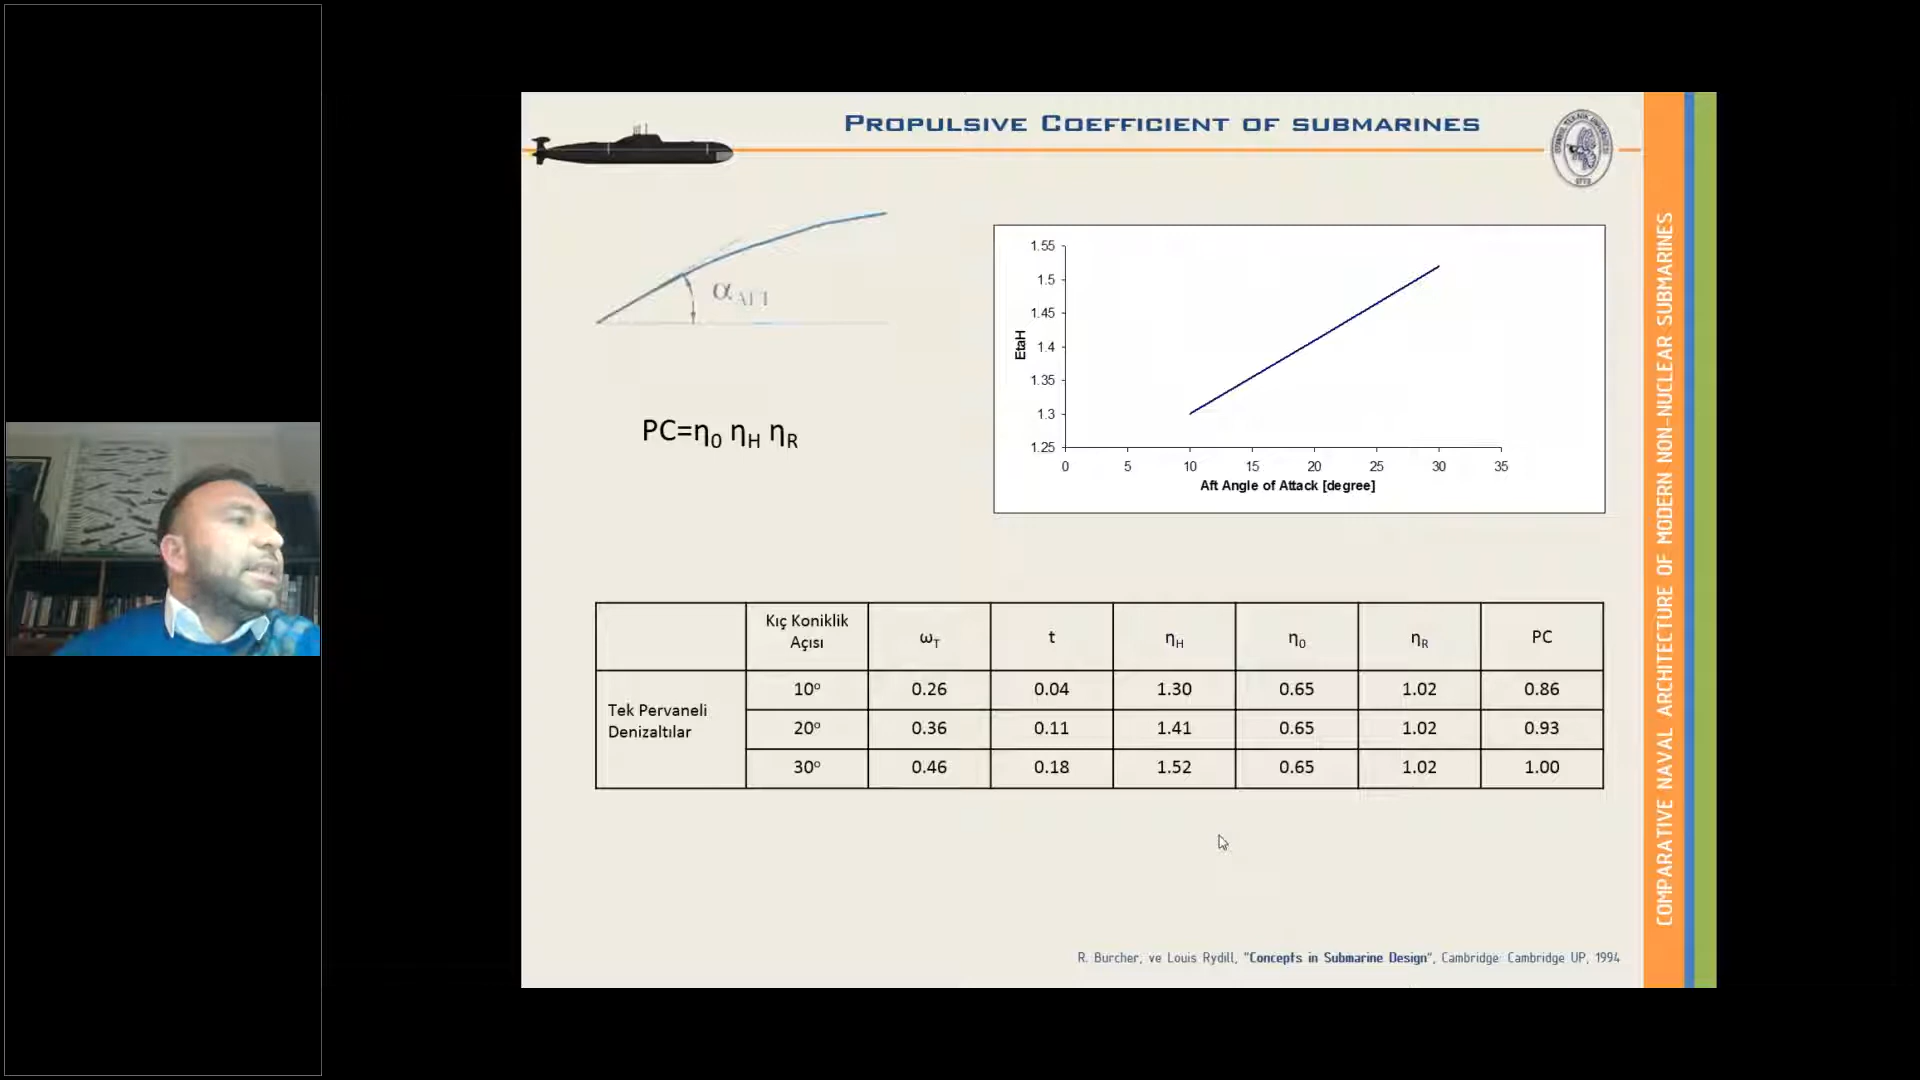 PROPULSIVE COEFFICIENT OF SUBMARINES
α
PC=η0 ηH ηR
1.55
1.5
1.45
1.4
1.35
1.3
1.25
EtaH
0 5 10 15 20 25 30 35
Aft Angle of Attack [degree]
Kıç Koniklik
Açısı
ωT t ηH η0 ηR PC
Tek Pervaneli
Denizaltılar
10° 0.26 0.04 1.30 0.65 1.02 0.86
20° 0.36 0.11 1.41 0.65 1.02 0.93
30° 0.46 0.18 1.52 0.65 1.02 1.00
R. Burcher, ve Louis Rydill, "Concepts in Submarine Design", Cambridge: Cambridge UP, 1994
COMPARATIVE NAVAL ARCHITECTURE OF MODERN NON-NUCLEAR SUBMARINES